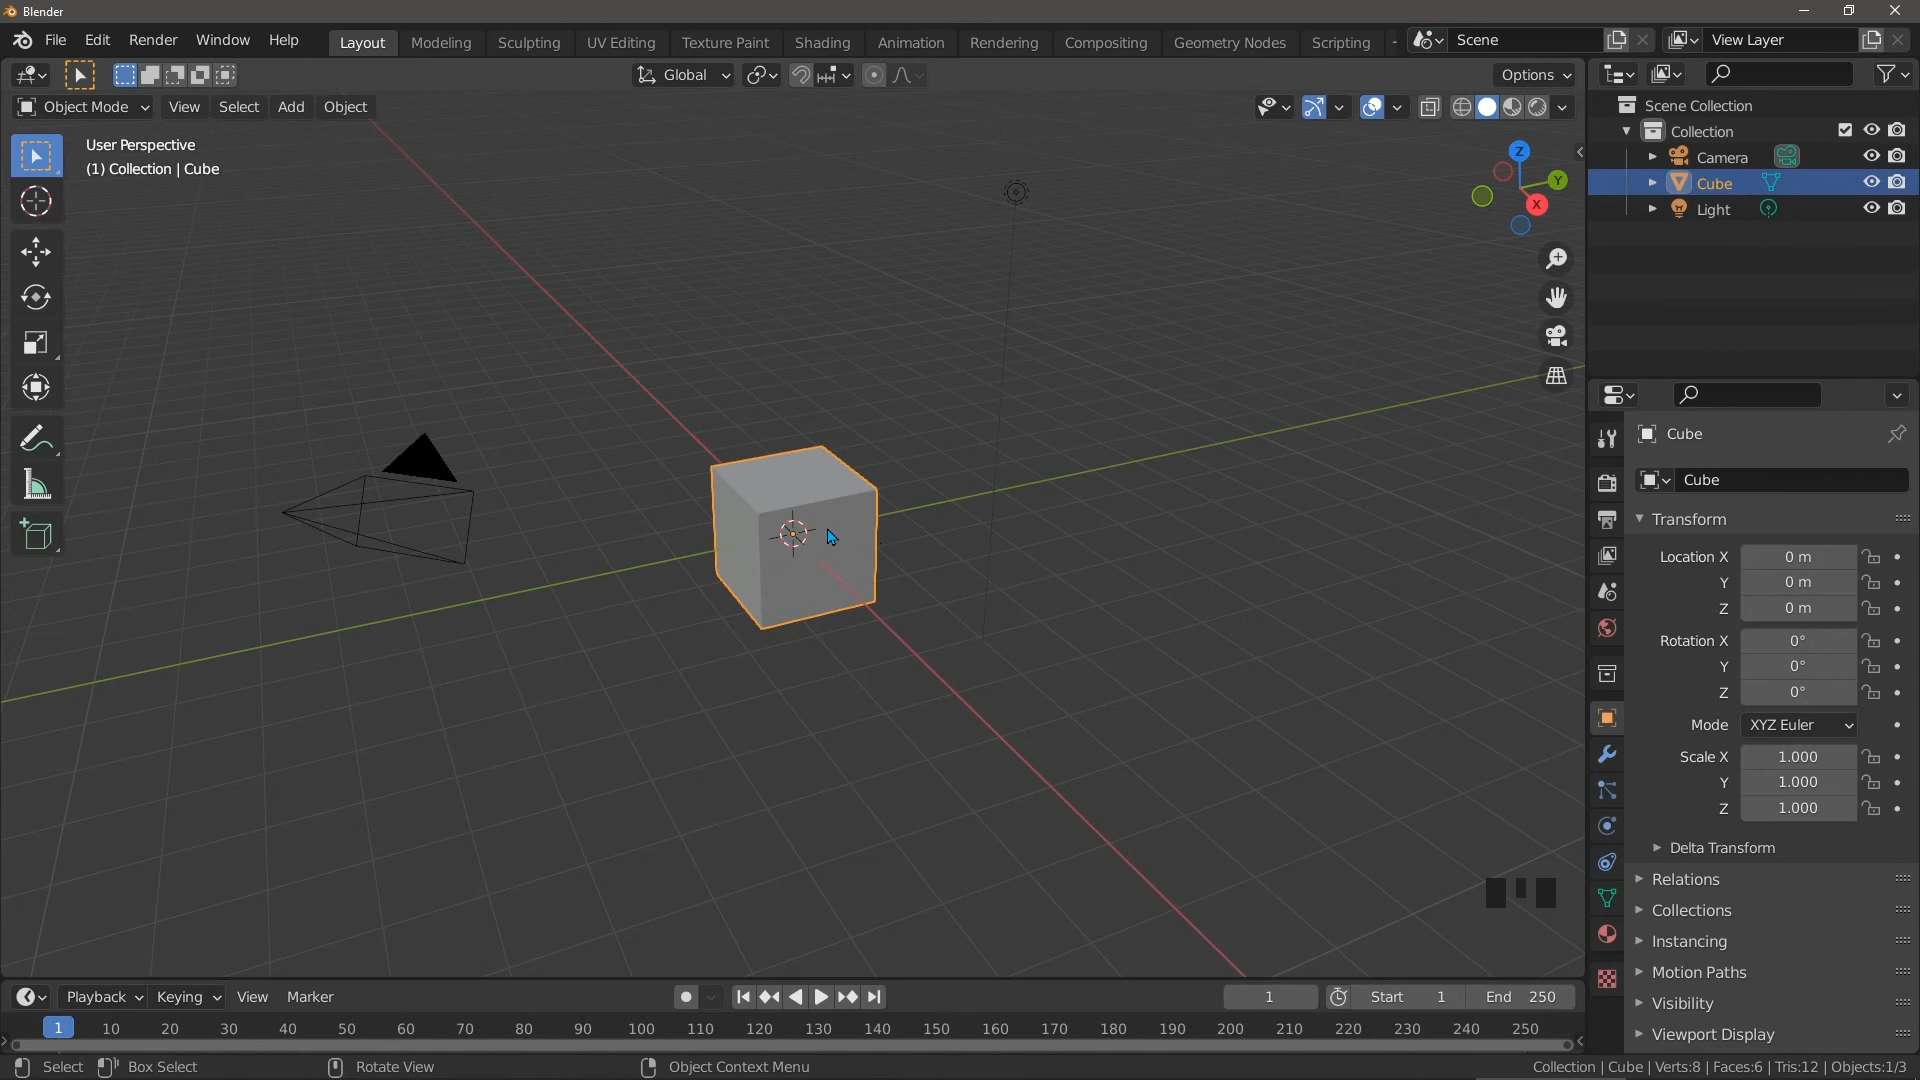 Blender
File Edit Render Window Help Layout Modeling Sculpting UV Editing Texture Paint Shading Animation Rendering Compositing Geometry Nodes Scripting Scene View Layer
Global Options
Object Mode View Select Add Object
User Perspective
(1) Collection | Cube
Z
Y
X
Scene Collection
Collection
Camera
Cube
Light
Cube
Cube
Transform
Location X 0 m
Y 0 m
Z 0 m
Rotation X 0°
Y 0°
Z 0°
Mode XYZ Euler
Scale X 1.000
Y 1.000
Z 1.000
Delta Transform
Relations
Collections
Instancing
Motion Paths
Visibility
Viewport Display
Playback Keying View Marker 1 Start 1 End 250
1 10 20 30 40 50 60 70 80 90 100 110 120 130 140 150 160 170 180 190 200 210 220 230 240 250
Select Box Select Rotate View Object Context Menu Collection | Cube | Verts:8 | Faces:6 | Tris:12 | Objects:1/3